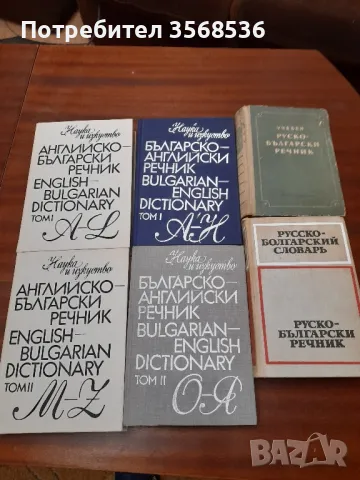 Потребител 3568536
Наука и изкуство
АНГЛИЙСКО-
БЪЛГАРСКИ
РЕЧНИК
ENGLISH-
BULGARIAN
DICTIONARY
ТОМ I
A-L
Наука и изкуство
БЪЛГАРСКО-
АНГЛИЙСКИ
РЕЧНИК
BULGARIAN-
ENGLISH
DICTIONARY
ТОМ I
А-Н
УЧЕБЕН
РУСКО-
БЪЛГАРСКИ
РЕЧНИК
Наука и изкуство
АНГЛИЙСКО-
БЪЛГАРСКИ
РЕЧНИК
ENGLISH-
BULGARIAN
DICTIONARY
ТОМ II
M-Z
Наука и изкуство
БЪЛГАРСКО-
АНГЛИЙСКИ
РЕЧНИК
BULGARIAN-
ENGLISH
DICTIONARY
ТОМ II
О-Я
РУССКО-
БОЛГАРСКИЙ
СЛОВАРЬ
РУСКО-
БЪЛГАРСКИ
РЕЧНИК
BAZAR